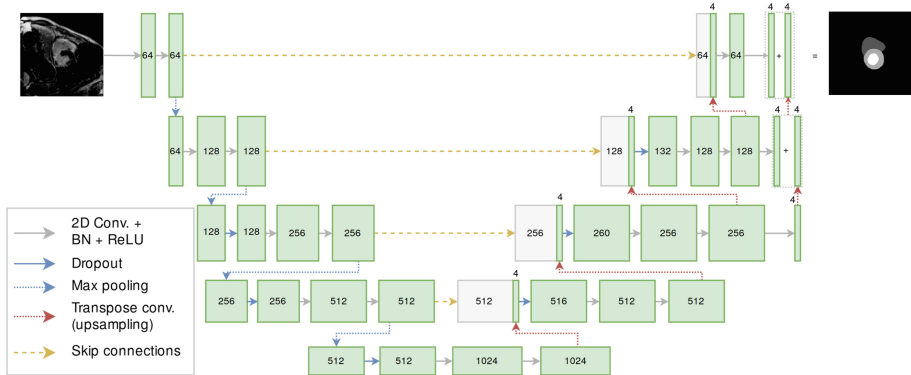 4 4 4
64 64 64 64 + =
4 4 4
64 128 128 128 132 128 128 +
4 4
128 128 256 256 256 260 256 256
4
256 256 512 512 512 516 512 512
512 512 1024 1024
2D Conv. +
BN + ReLU
Dropout
Max pooling
Transpose conv.
(upsampling)
Skip connections